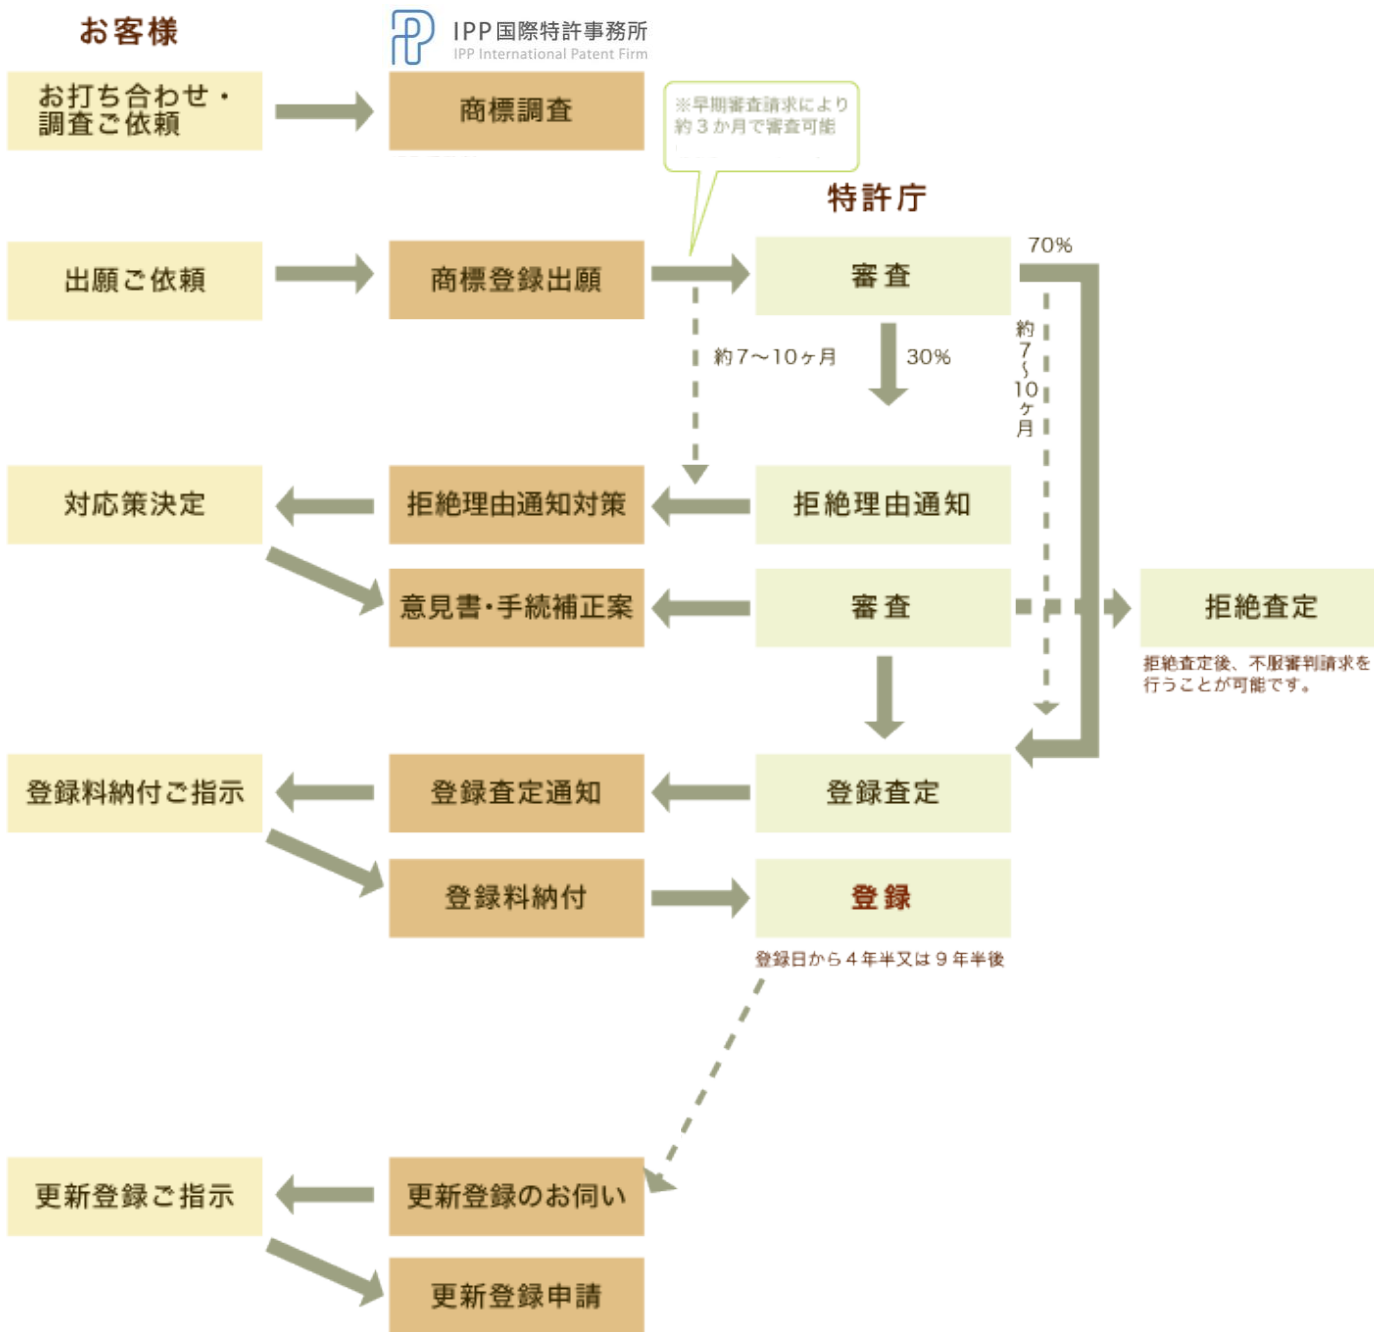 お客様
IPP国際特許事務所
IPP International Patent Firm
お打ち合わせ・
調査ご依頼
商標調査
※早期審査請求により
約３か月で審査可能
特許庁
出願ご依頼
商標登録出願
審査
70%
約7〜10ヶ月
30%
約7〜10ヶ月
対応策決定
拒絶理由通知対策
拒絶理由通知
意見書・手続補正案
審査
拒絶査定
拒絶査定後、不服審判請求を
行うことが可能です。
登録料納付ご指示
登録査定通知
登録査定
登録料納付
登録
登録日から４年半又は９年半後
更新登録ご指示
更新登録のお伺い
更新登録申請